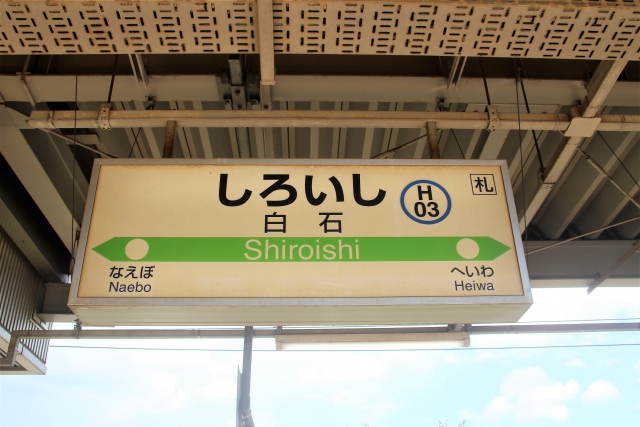 しろいし
H
03
札
白石
Shiroishi
なえぼ
Naebo
へいわ
Heiwa